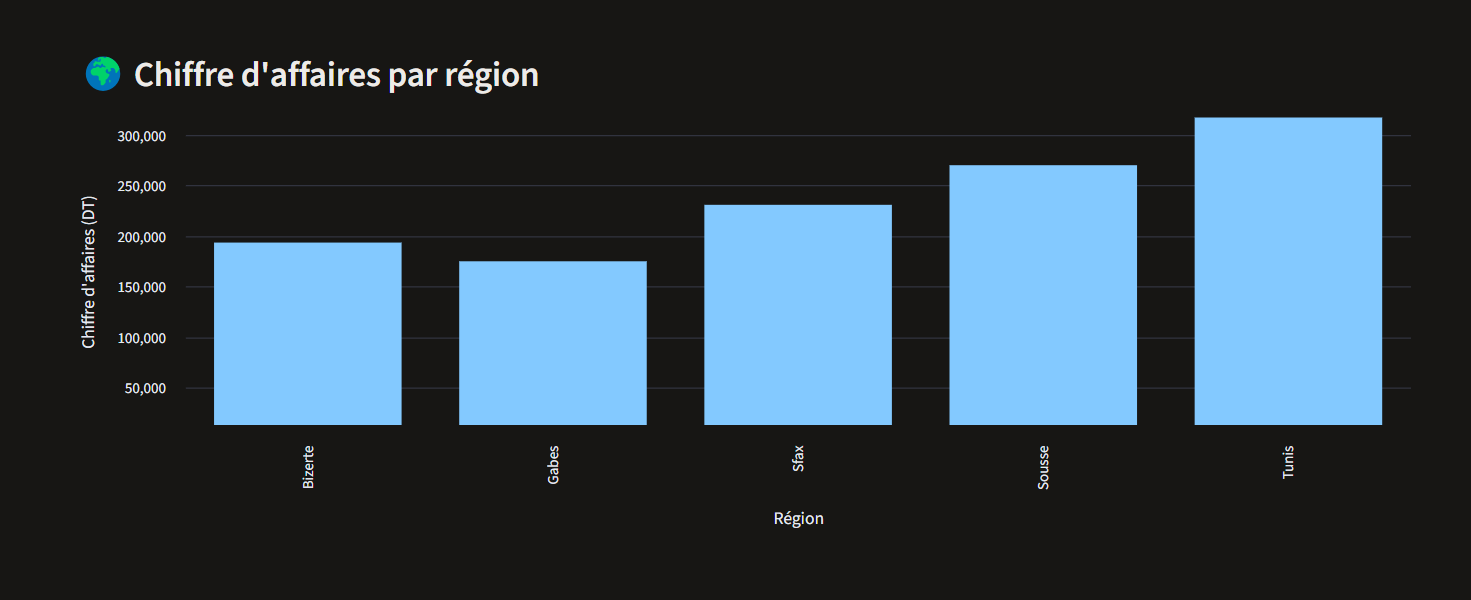 Chiffre d'affaires par région
300,000
250,000
200,000
150,000
100,000
50,000
Chiffre d'affaires (DT)
Bizerte
Gabes
Sfax
Sousse
Tunis
Région